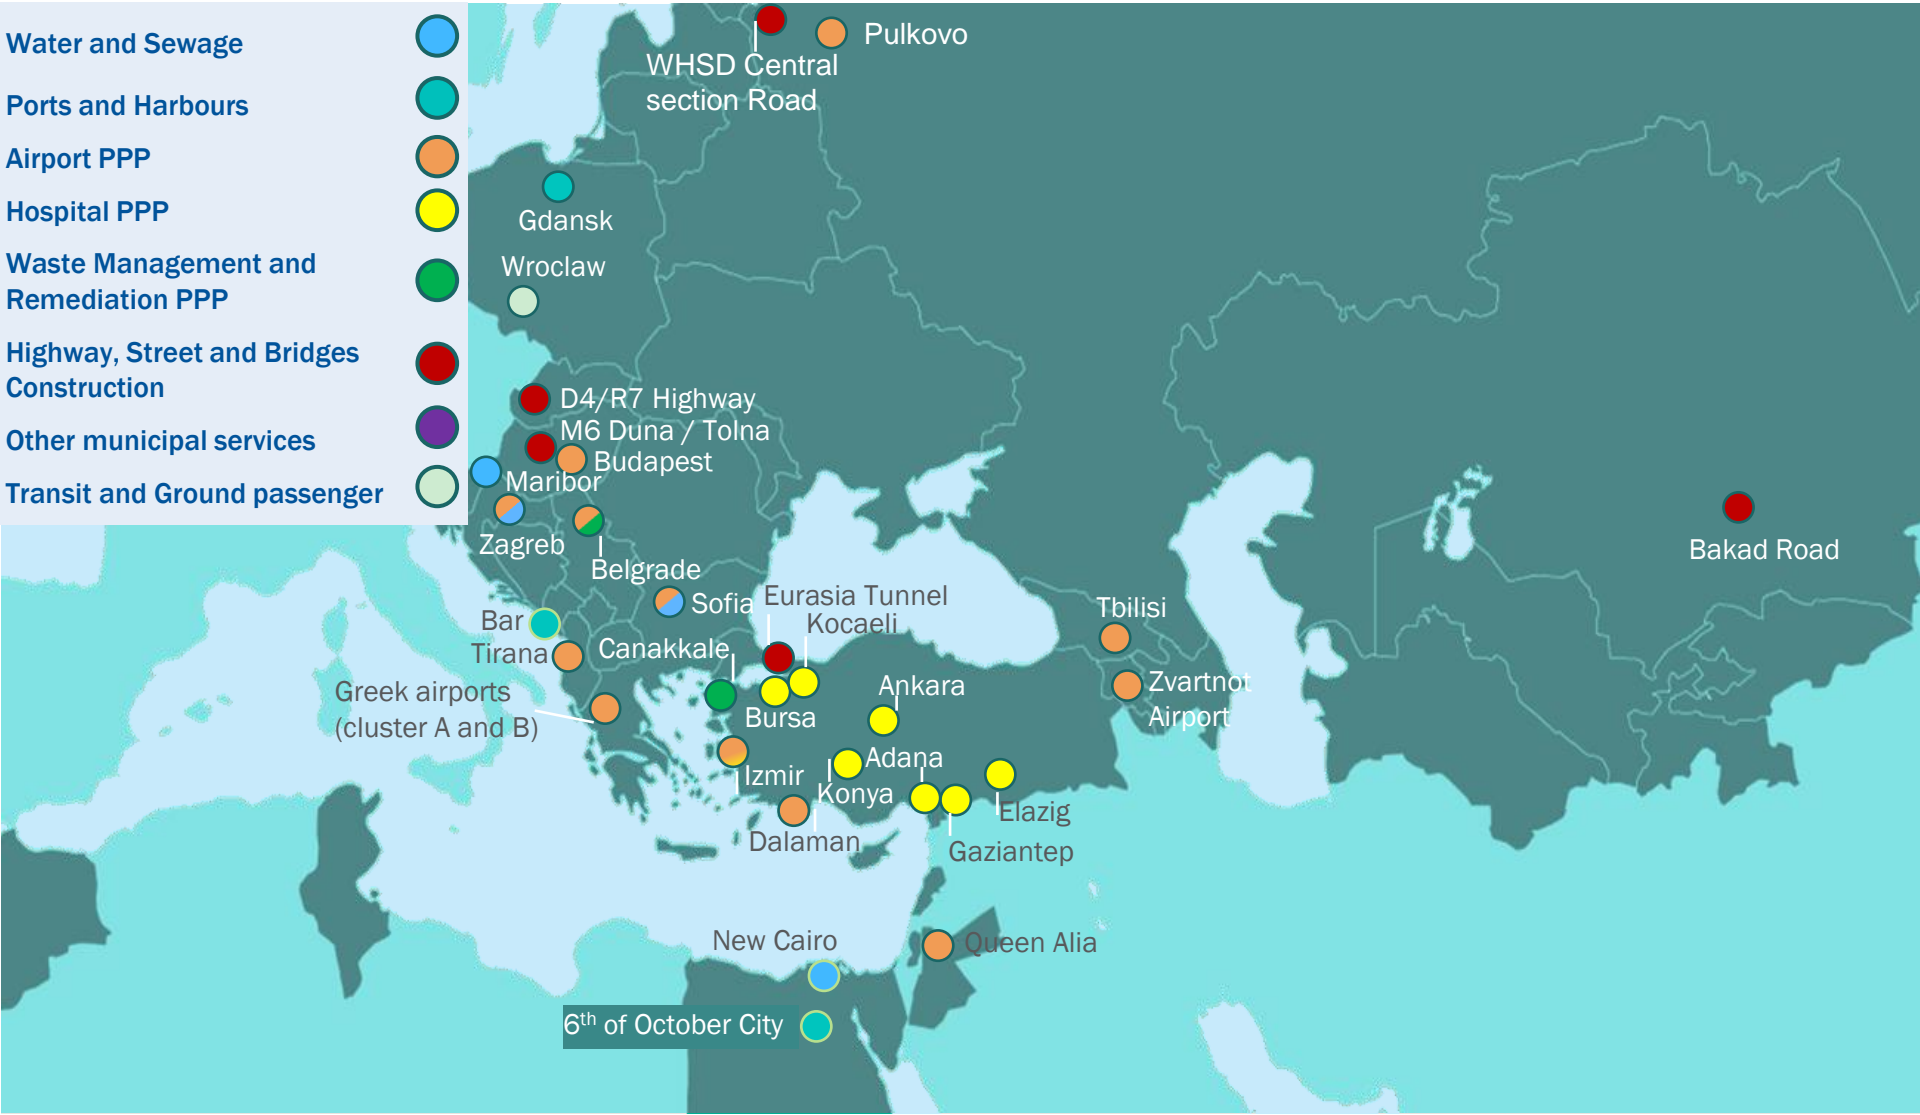 Water and Sewage
Ports and Harbours
Airport PPP
Hospital PPP
Waste Management and
Remediation PPP
Highway, Street and Bridges
Construction
Other municipal services
Transit and Ground passenger
Pulkovo
WHSD Central
section Road
Gdansk
Wroclaw
D4/R7 Highway
M6 Duna / Tolna
Budapest
Maribor
Zagreb
Belgrade
Bakad Road
Sofia
Eurasia Tunnel
Kocaeli
Tbilisi
Bar
Tirana
Canakkale
Greek airports
(cluster A and B)
Bursa
Ankara
Zvartnot
Airport
Izmir
Adana
Konya
Dalaman
Elazig
Gaziantep
New Cairo
Queen Alia
6th of October City